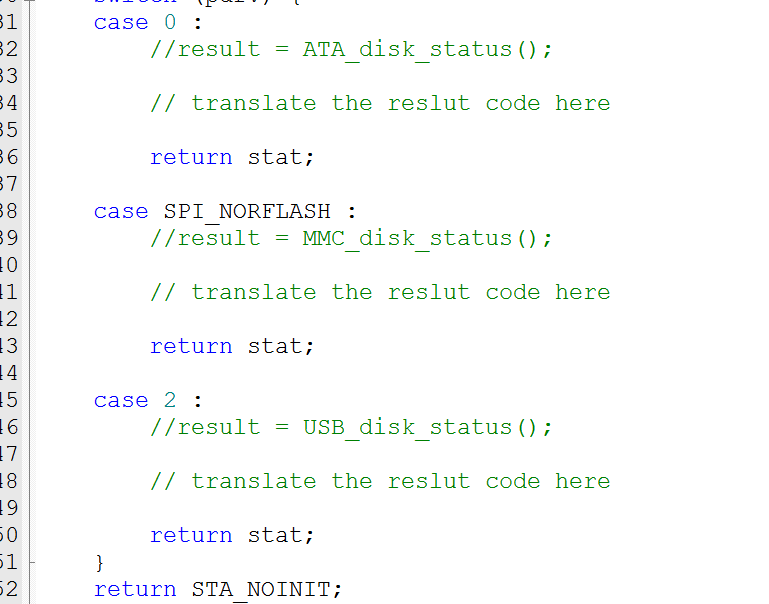 case 0 :
//result = ATA_disk_status();
// translate the reslut code here
return stat;
case SPI_NORFLASH :
//result = MMC_disk_status();
// translate the reslut code here
return stat;
case 2 :
//result = USB_disk_status();
// translate the reslut code here
return stat;
}
return STA_NOINIT;